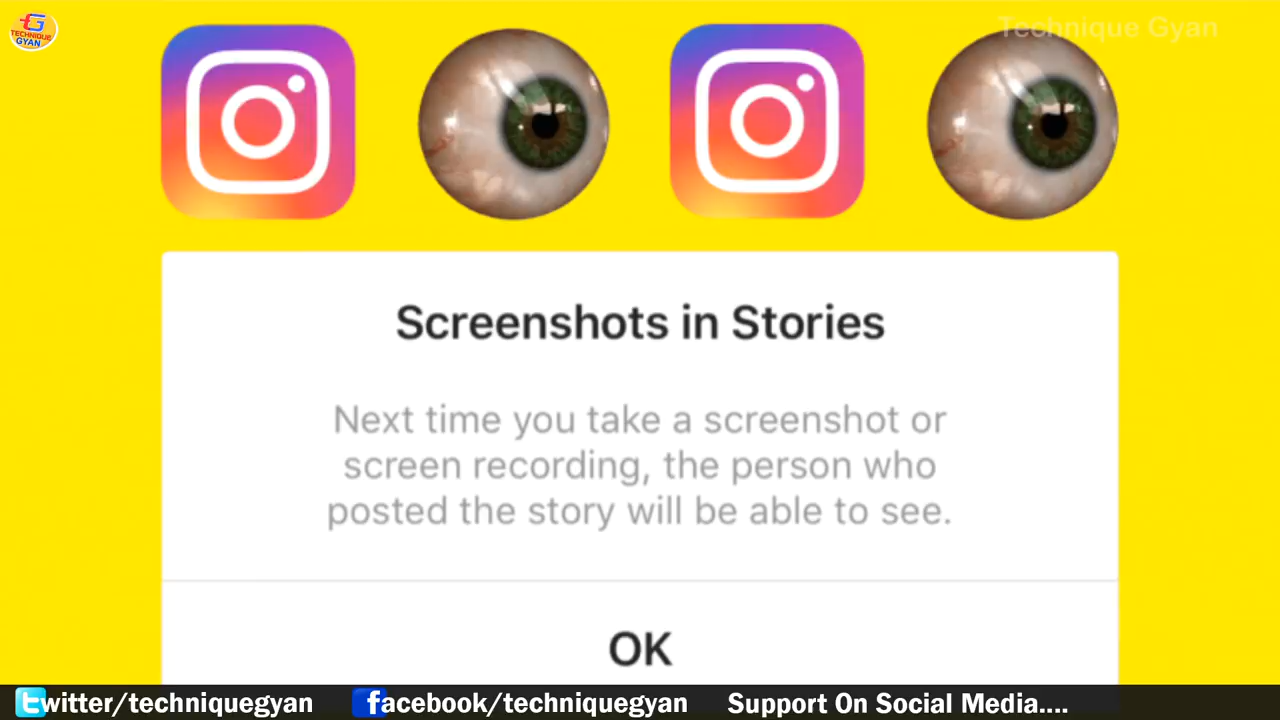 TECHNIQUE
GYAN
Technique Gyan
Screenshots in Stories
Next time you take a screenshot or
screen recording, the person who
posted the story will be able to see.
OK
twitter/techniquegyan facebook/techniquegyan Support On Social Media....